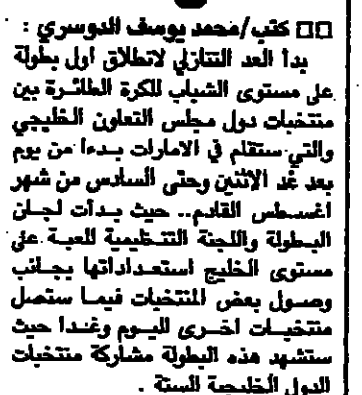 □□ كتب/محمد يوسف الدوسري :
بدأ العد التنازلي لانطلاق اول بطولة
على مستوى الشباب للكرة الطائرة بين
منتخبات دول مجلس التعاون الخليجي
والتي ستقام في الامارات بدءا من يوم
بعد غد الإثنين وحتى السادس من شهر
اغسطس القادم.. حيث بدأت لجان
البطولة واللجنة التنظيمية للعبة على
مستوى الخليج استعداداتها بجانب
وصول بعض المنتخبات فيما ستصل
منتخبات اخرى اليوم وغدا حيث
ستشهد هذه البطولة مشاركة منتخبات
الدول الخليجية الستة .